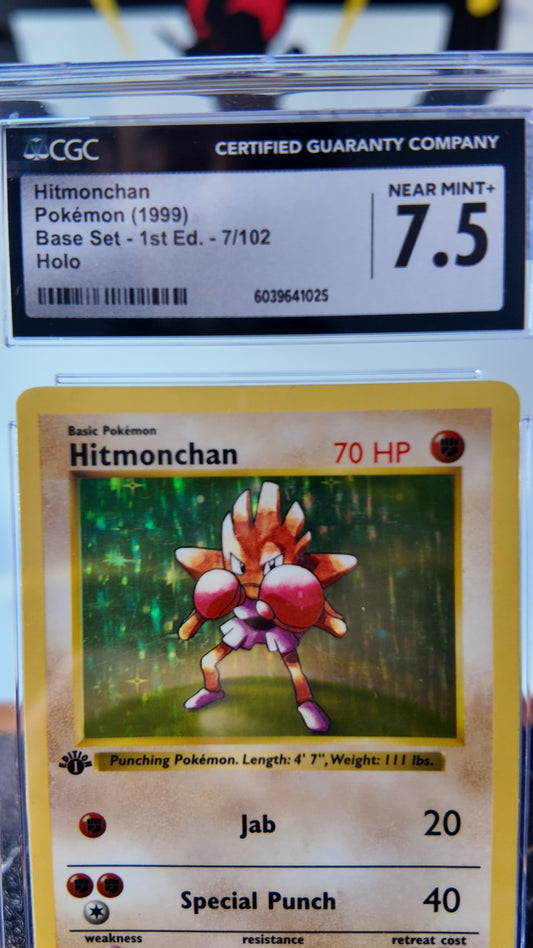 CGC
CERTIFIED GUARANTY COMPANY
Hitmonchan
Pokémon (1999)
Base Set - 1st Ed. - 7/102
Holo
NEAR MINT+
7.5
6039641025
Basic Pokémon
Hitmonchan
70 HP
EDITION
1
Punching Pokémon. Length: 4' 7", Weight: 111 lbs.
Jab
20
Special Punch
40
weakness
resistance
retreat cost